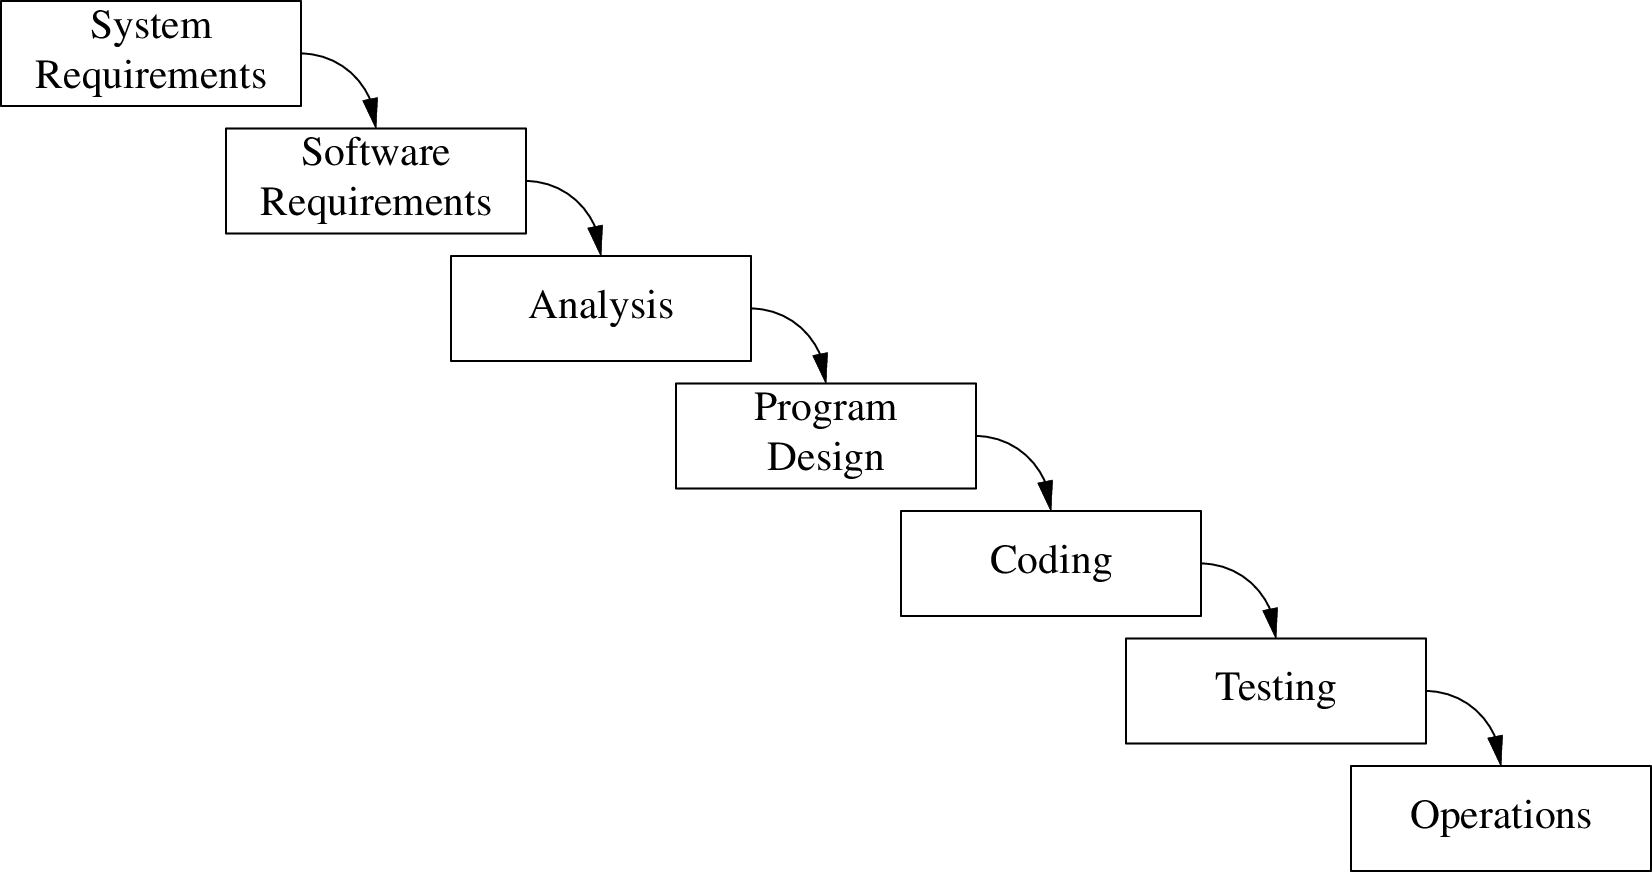 System
Requirements
Software
Requirements
Analysis
Program
Design
Coding
Testing
Operations